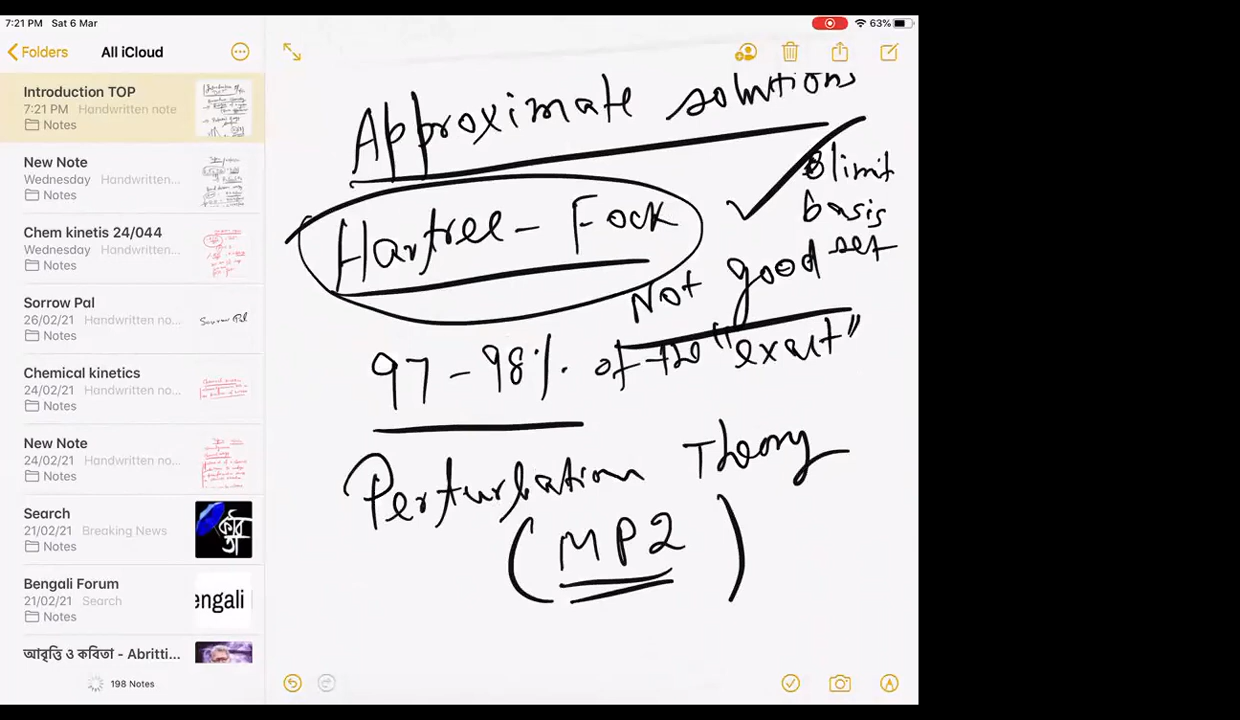 7:21 PM Sat 6 Mar
63%
Folders
All iCloud
Introduction TOP
7:21 PM Handwritten note
Notes
New Note
Wednesday Handwritten...
Notes
Chem kinetis 24/044
Wednesday Handwritten...
Notes
Sorrow Pal
26/02/21 Handwritten no...
Notes
Chemical kinetics
24/02/21 Handwritten no...
Notes
New Note
24/02/21 Handwritten no...
Notes
Search
21/02/21 Breaking News
Notes
Bengali Forum
21/02/21 Search
Notes
engali
আবৃত্তি ও কবিতা - Abritti...
198 Notes
Approximate solutions
Hartree - Fock
limit
basis
set
Not good
97 - 98% of the "exact"
Perturbation Theory
(MP2)